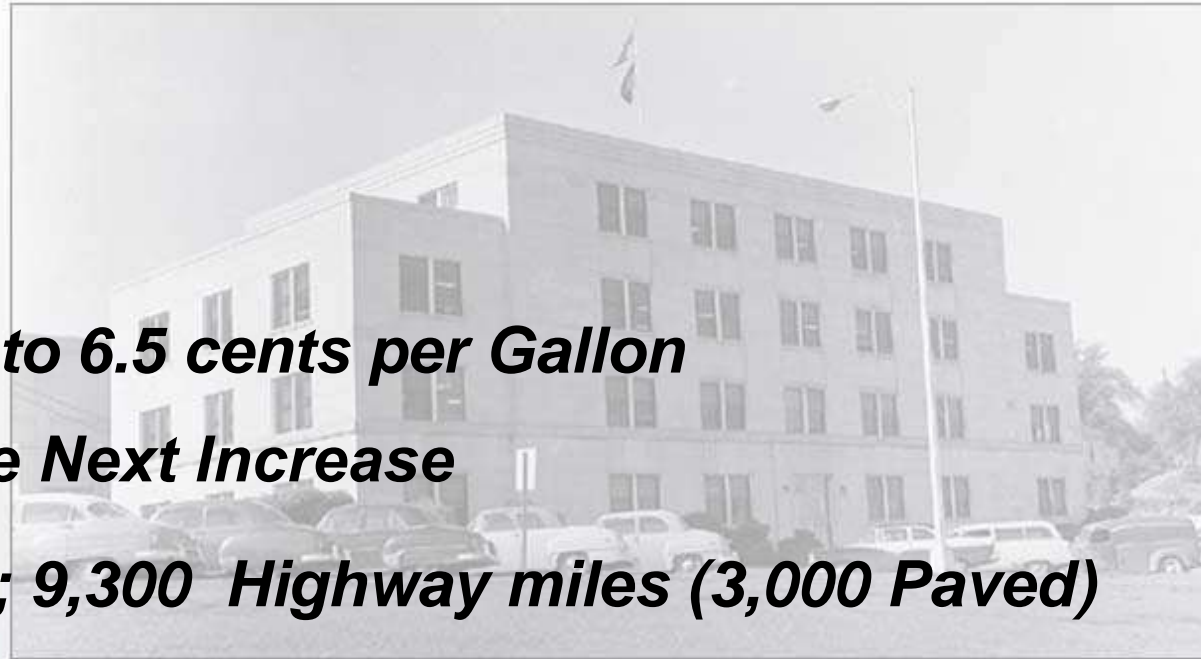 to 6.5 cents per Gallon
Next Increase
; 9,300 Highway miles (3,000 Paved)